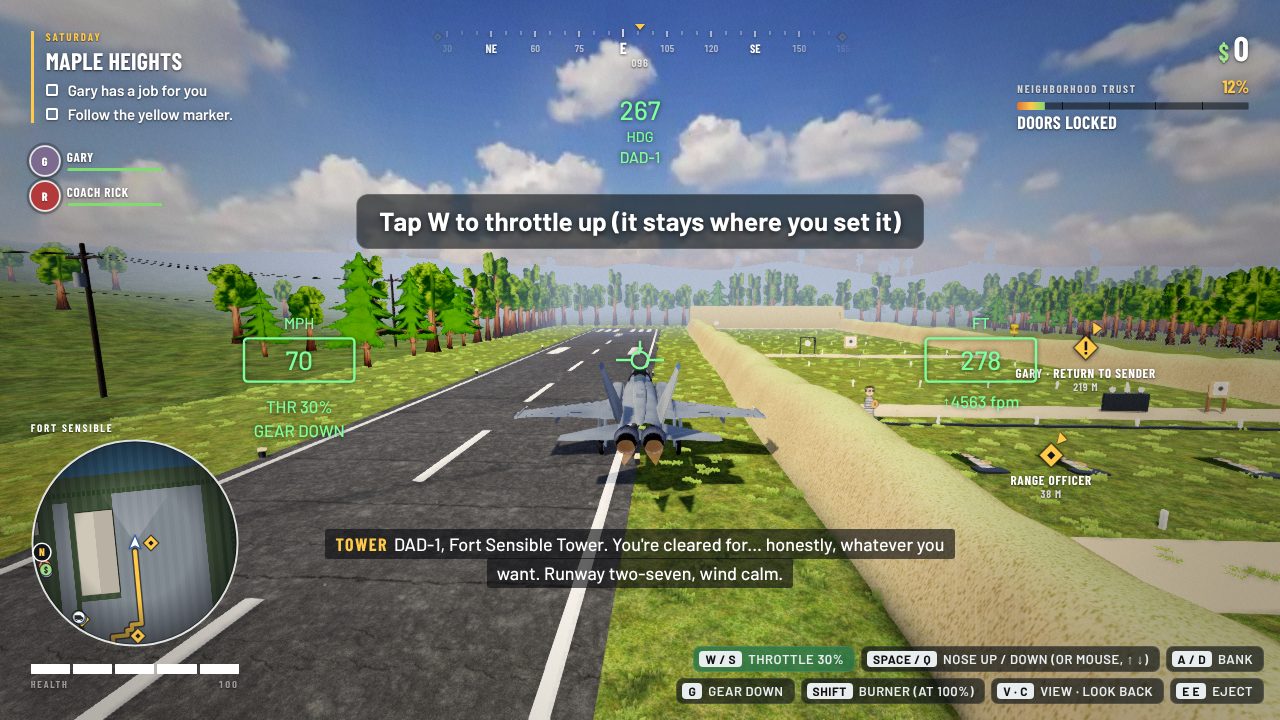 SATURDAY
MAPLE HEIGHTS
Gary has a job for you
Follow the yellow marker.
G GARY
R COACH RICK
30 NE 60 75 E 105 120 SE 150 165
096
267
HDG
DAD-1
$0
NEIGHBORHOOD TRUST 12%
DOORS LOCKED
Tap W to throttle up (it stays where you set it)
MPH
70
THR 30%
GEAR DOWN
FT
278
↑4563 fpm
GARY · RETURN TO SENDER
219 M
RANGE OFFICER
38 M
FORT SENSIBLE
N
$
HEALTH 100
TOWER DAD-1, Fort Sensible Tower. You're cleared for... honestly, whatever you
want. Runway two-seven, wind calm.
W / S THROTTLE 30% SPACE / Q NOSE UP / DOWN (OR MOUSE, ↑ ↓) A / D BANK
G GEAR DOWN SHIFT BURNER (AT 100%) V · C VIEW · LOOK BACK E E EJECT